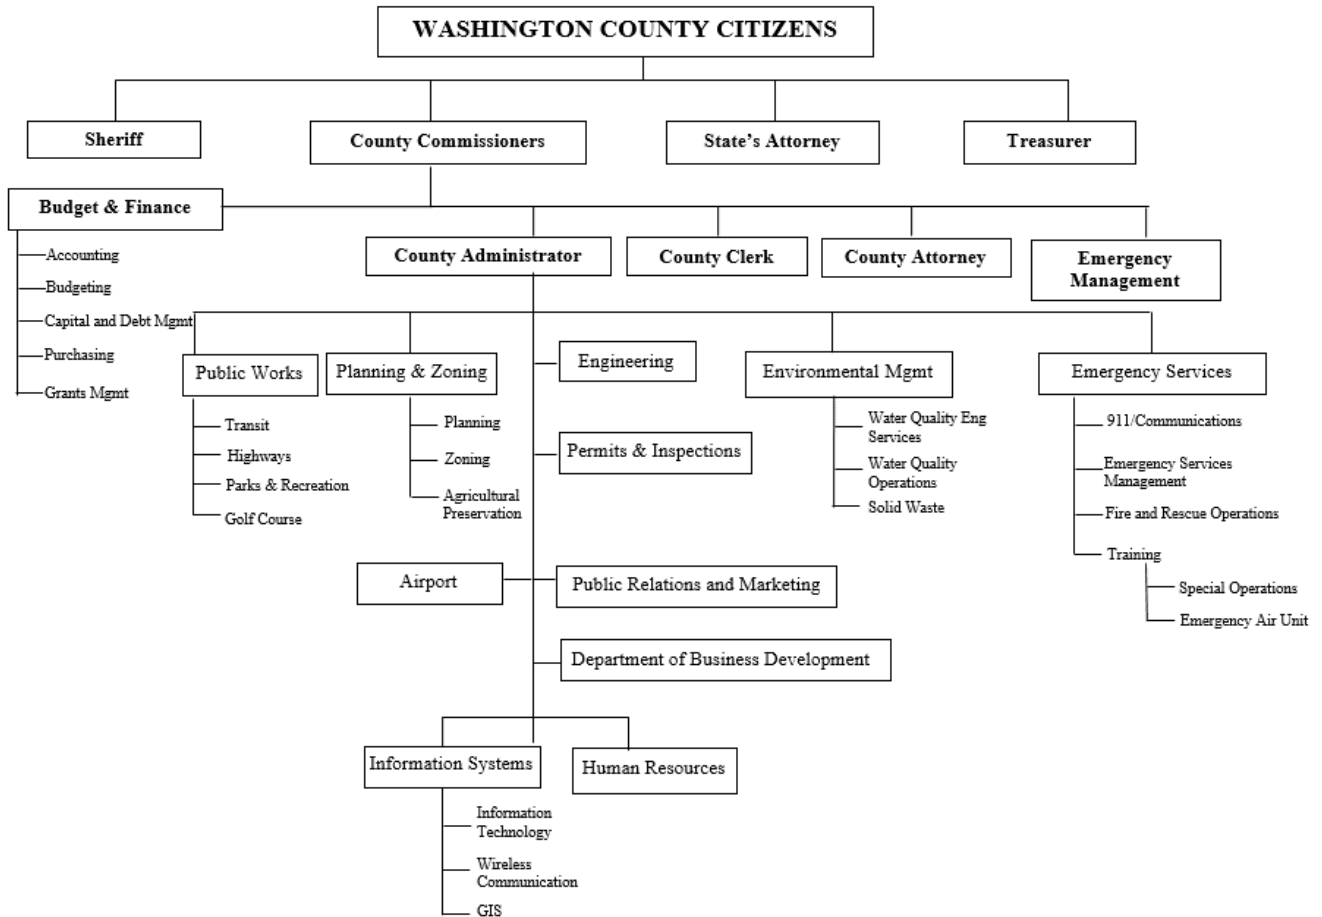 WASHINGTON COUNTY CITIZENS
Sheriff
County Commissioners
State’s Attorney
Treasurer
Budget & Finance
Accounting
Budgeting
Capital and Debt Mgmt
Purchasing
Grants Mgmt
County Administrator
County Clerk
County Attorney
Emergency
Management
Public Works
Transit
Highways
Parks & Recreation
Golf Course
Planning & Zoning
Planning
Zoning
Agricultural
Preservation
Engineering
Permits & Inspections
Environmental Mgmt
Water Quality Eng
Services
Water Quality
Operations
Solid Waste
Emergency Services
911/Communications
Emergency Services
Management
Fire and Rescue Operations
Training
Special Operations
Emergency Air Unit
Airport
Public Relations and Marketing
Department of Business Development
Information Systems
Human Resources
Information
Technology
Wireless
Communication
GIS